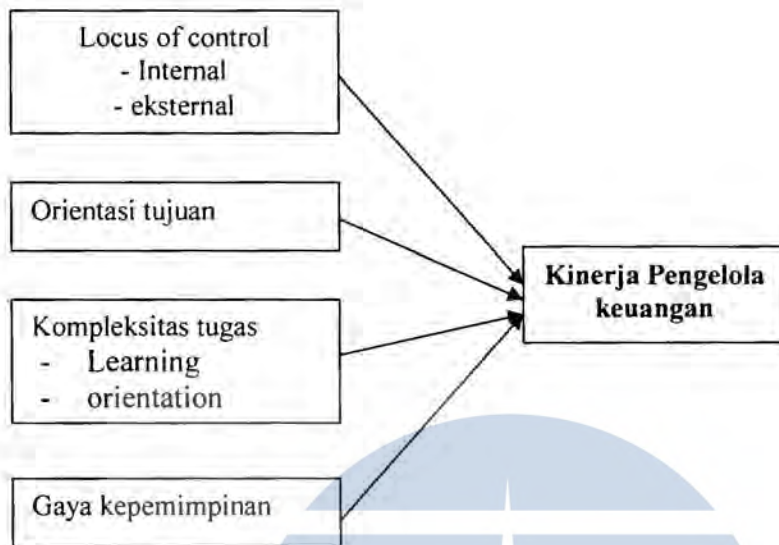 Locus of control
- Internal
- eksternal
Orientasi tujuan
Kompleksitas tugas
- Learning
- orientation
Gaya kepemimpinan
Kinerja Pengelola
keuangan